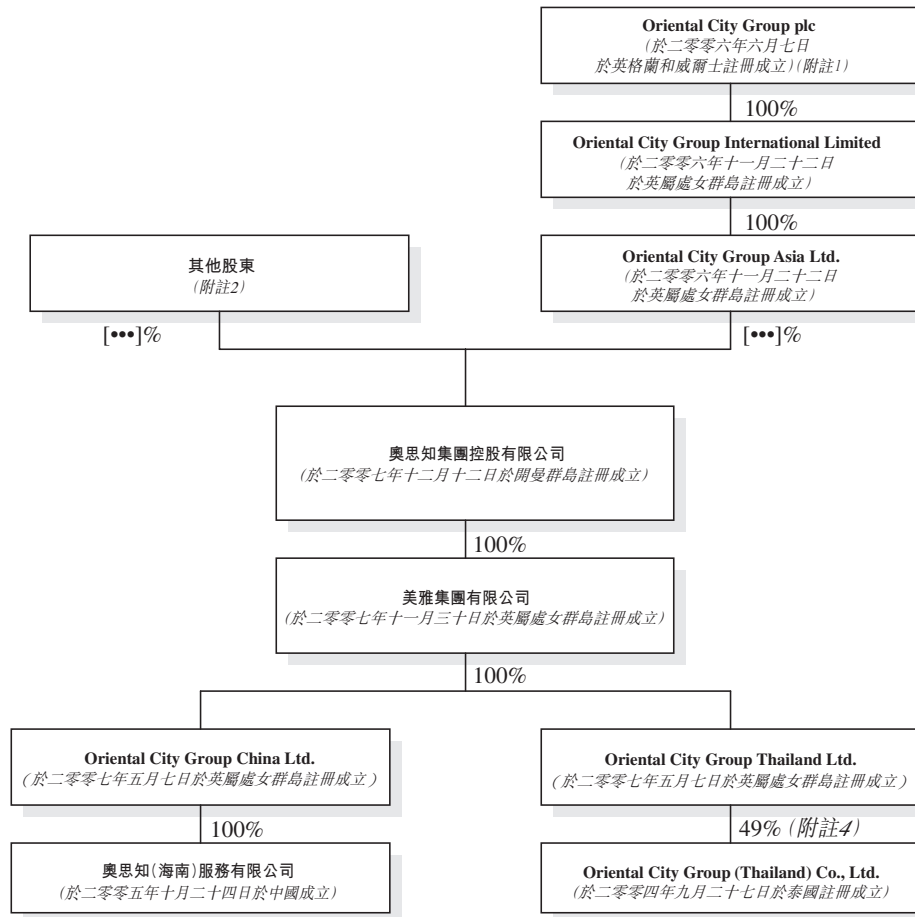 Oriental City Group plc
(於二零零六年六月七日
於英格蘭和威爾士註冊成立)(附註1)
100%
Oriental City Group International Limited
(於二零零六年十一月二十二日
於英屬處女群島註冊成立)
100%
其他股東
(附註2)
Oriental City Group Asia Ltd.
(於二零零六年十一月二十二日
於英屬處女群島註冊成立)
[•••]%
[•••]%
奧思知集團控股有限公司
(於二零零七年十二月十二日於開曼群島註冊成立)
100%
美雅集團有限公司
(於二零零七年十一月三十日於英屬處女群島註冊成立)
100%
Oriental City Group China Ltd.
(於二零零七年五月七日於英屬處女群島註冊成立)
Oriental City Group Thailand Ltd.
(於二零零七年五月七日於英屬處女群島註冊成立)
100%
49% (附註4)
奧思知(海南)服務有限公司
(於二零零五年十月二十四日於中國成立)
Oriental City Group (Thailand) Co., Ltd.
(於二零零四年九月二十七日於泰國註冊成立)